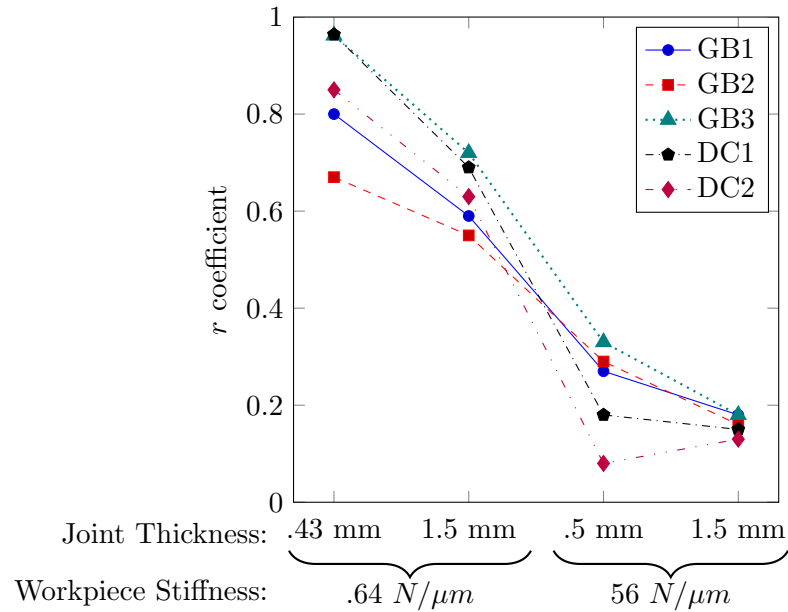 1
0.8
0.6
0.4
0.2
0
r coefficient
GB1
GB2
GB3
DC1
DC2
Joint Thickness: .43 mm 1.5 mm .5 mm 1.5 mm
Workpiece Stiffness: .64 N/μm 56 N/μm